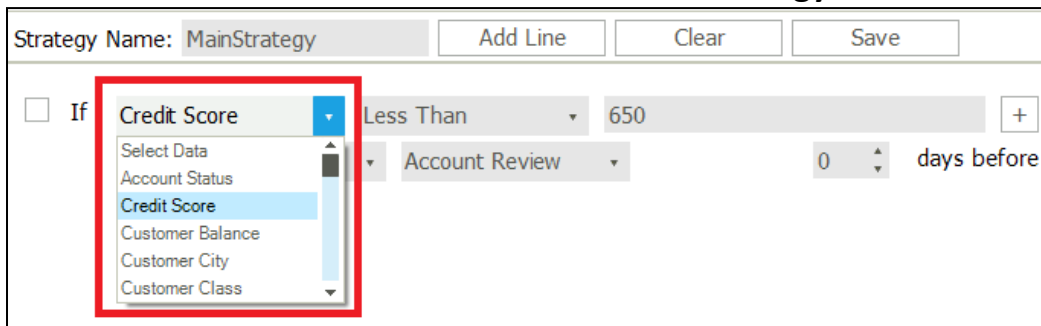 Strategy Name: MainStrategy Add Line Clear Save
If Credit Score Less Than 650 +
Select Data
Account Review 0 days before
Account Status
Credit Score
Customer Balance
Customer City
Customer Class